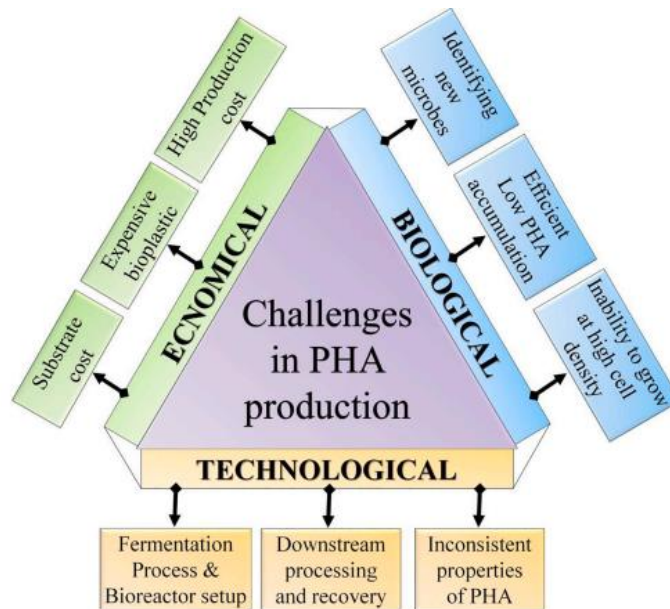 High Production
cost
Expensive
bioplastic
Substrate
cost
ECNOMICAL
Identifying
new
microbes
Efficient
Low PHA
accumulation
Inability to grow
at high cell
density
BIOLOGICAL
Challenges
in PHA
production
TECHNOLOGICAL
Fermentation
Process &
Bioreactor setup
Downstream
processing
and recovery
Inconsistent
properties
of PHA